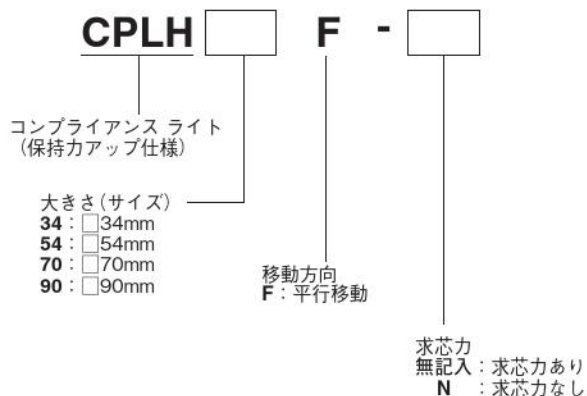 CPLH□ F - □
コンプライアンス ライト
(保持力アップ仕様)
大きさ(サイズ)
34:□34mm
54:□54mm
70:□70mm
90:□90mm
移動方向
F:平行移動
求芯力
無記入:求芯力あり
N:求芯力なし